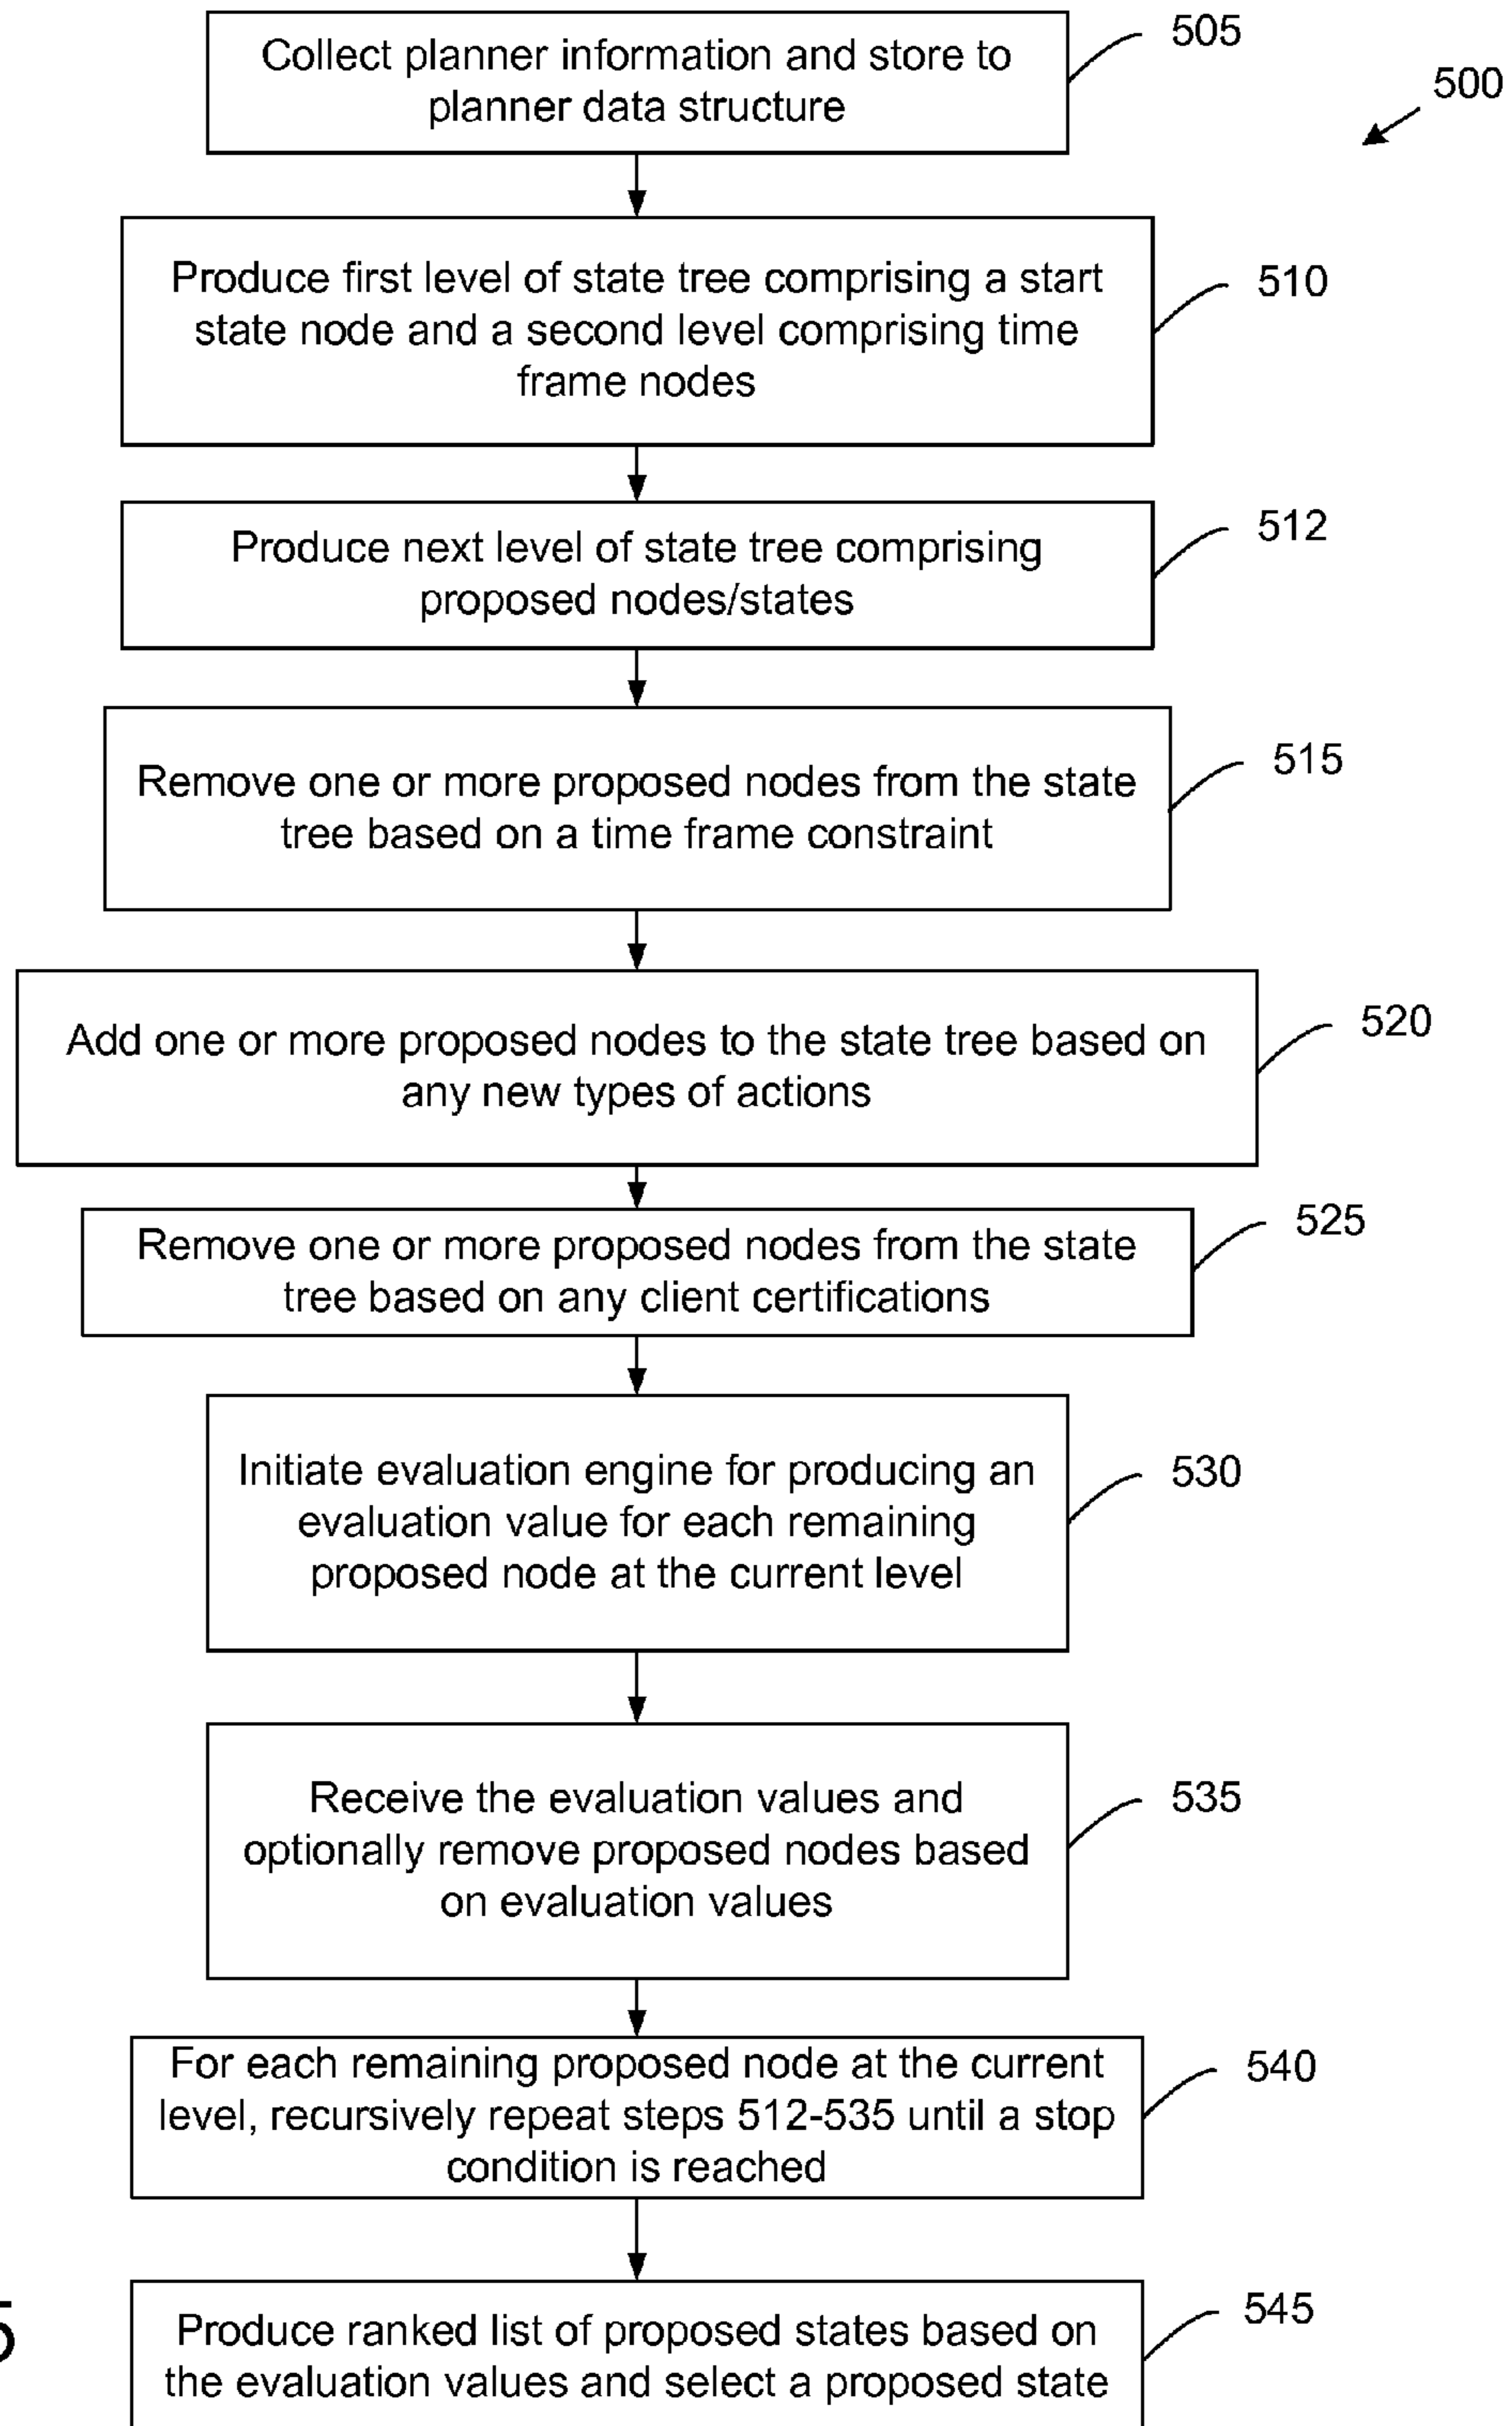 Collect planner information and store to
planner data structure
505
500
Produce first level of state tree comprising a start
state node and a second level comprising time
frame nodes
510
Produce next level of state tree comprising
proposed nodes/states
512
Remove one or more proposed nodes from the state
tree based on a time frame constraint
515
Add one or more proposed nodes to the state tree based on
any new types of actions
520
Remove one or more proposed nodes from the state
tree based on any client certifications
525
Initiate evaluation engine for producing an
evaluation value for each remaining
proposed node at the current level
530
Receive the evaluation values and
optionally remove proposed nodes based
on evaluation values
535
For each remaining proposed node at the current
level, recursively repeat steps 512-535 until a stop
condition is reached
540
Produce ranked list of proposed states based on
the evaluation values and select a proposed state
545